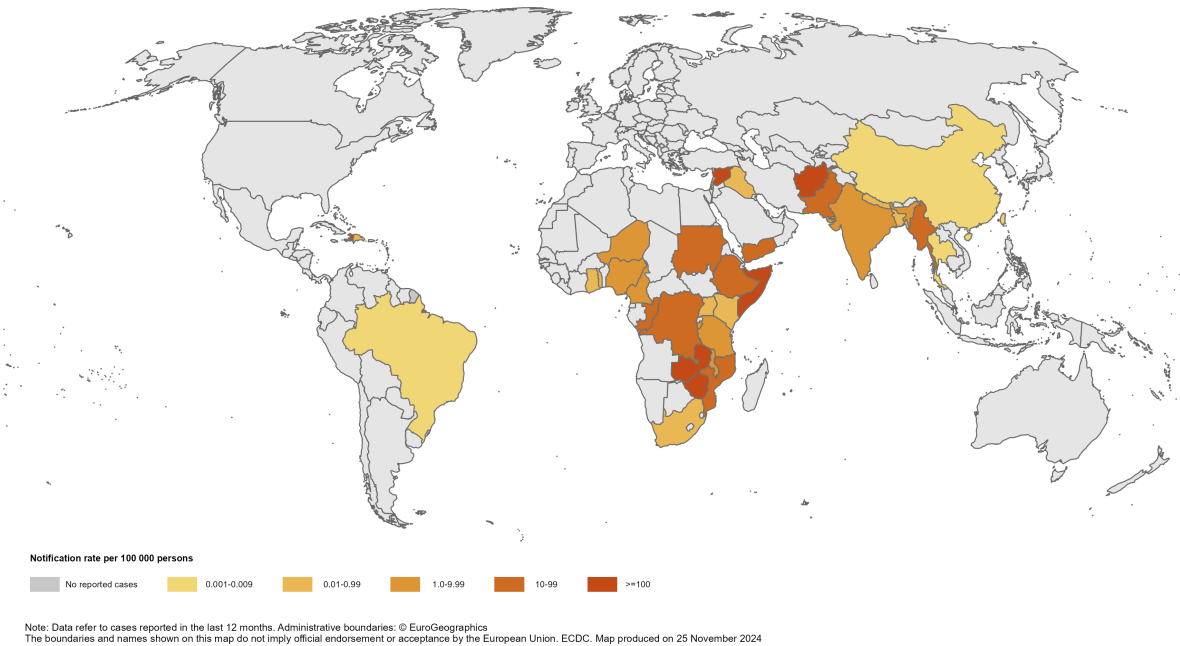 Notification rate per 100 000 persons
No reported cases
0.001-0.009
0.01-0.99
1.0-9.99
10-99
>=100
Note: Data refer to cases reported in the last 12 months. Administrative boundaries: © EuroGeographics
The boundaries and names shown on this map do not imply official endorsement or acceptance by the European Union. ECDC. Map produced on 25 November 2024